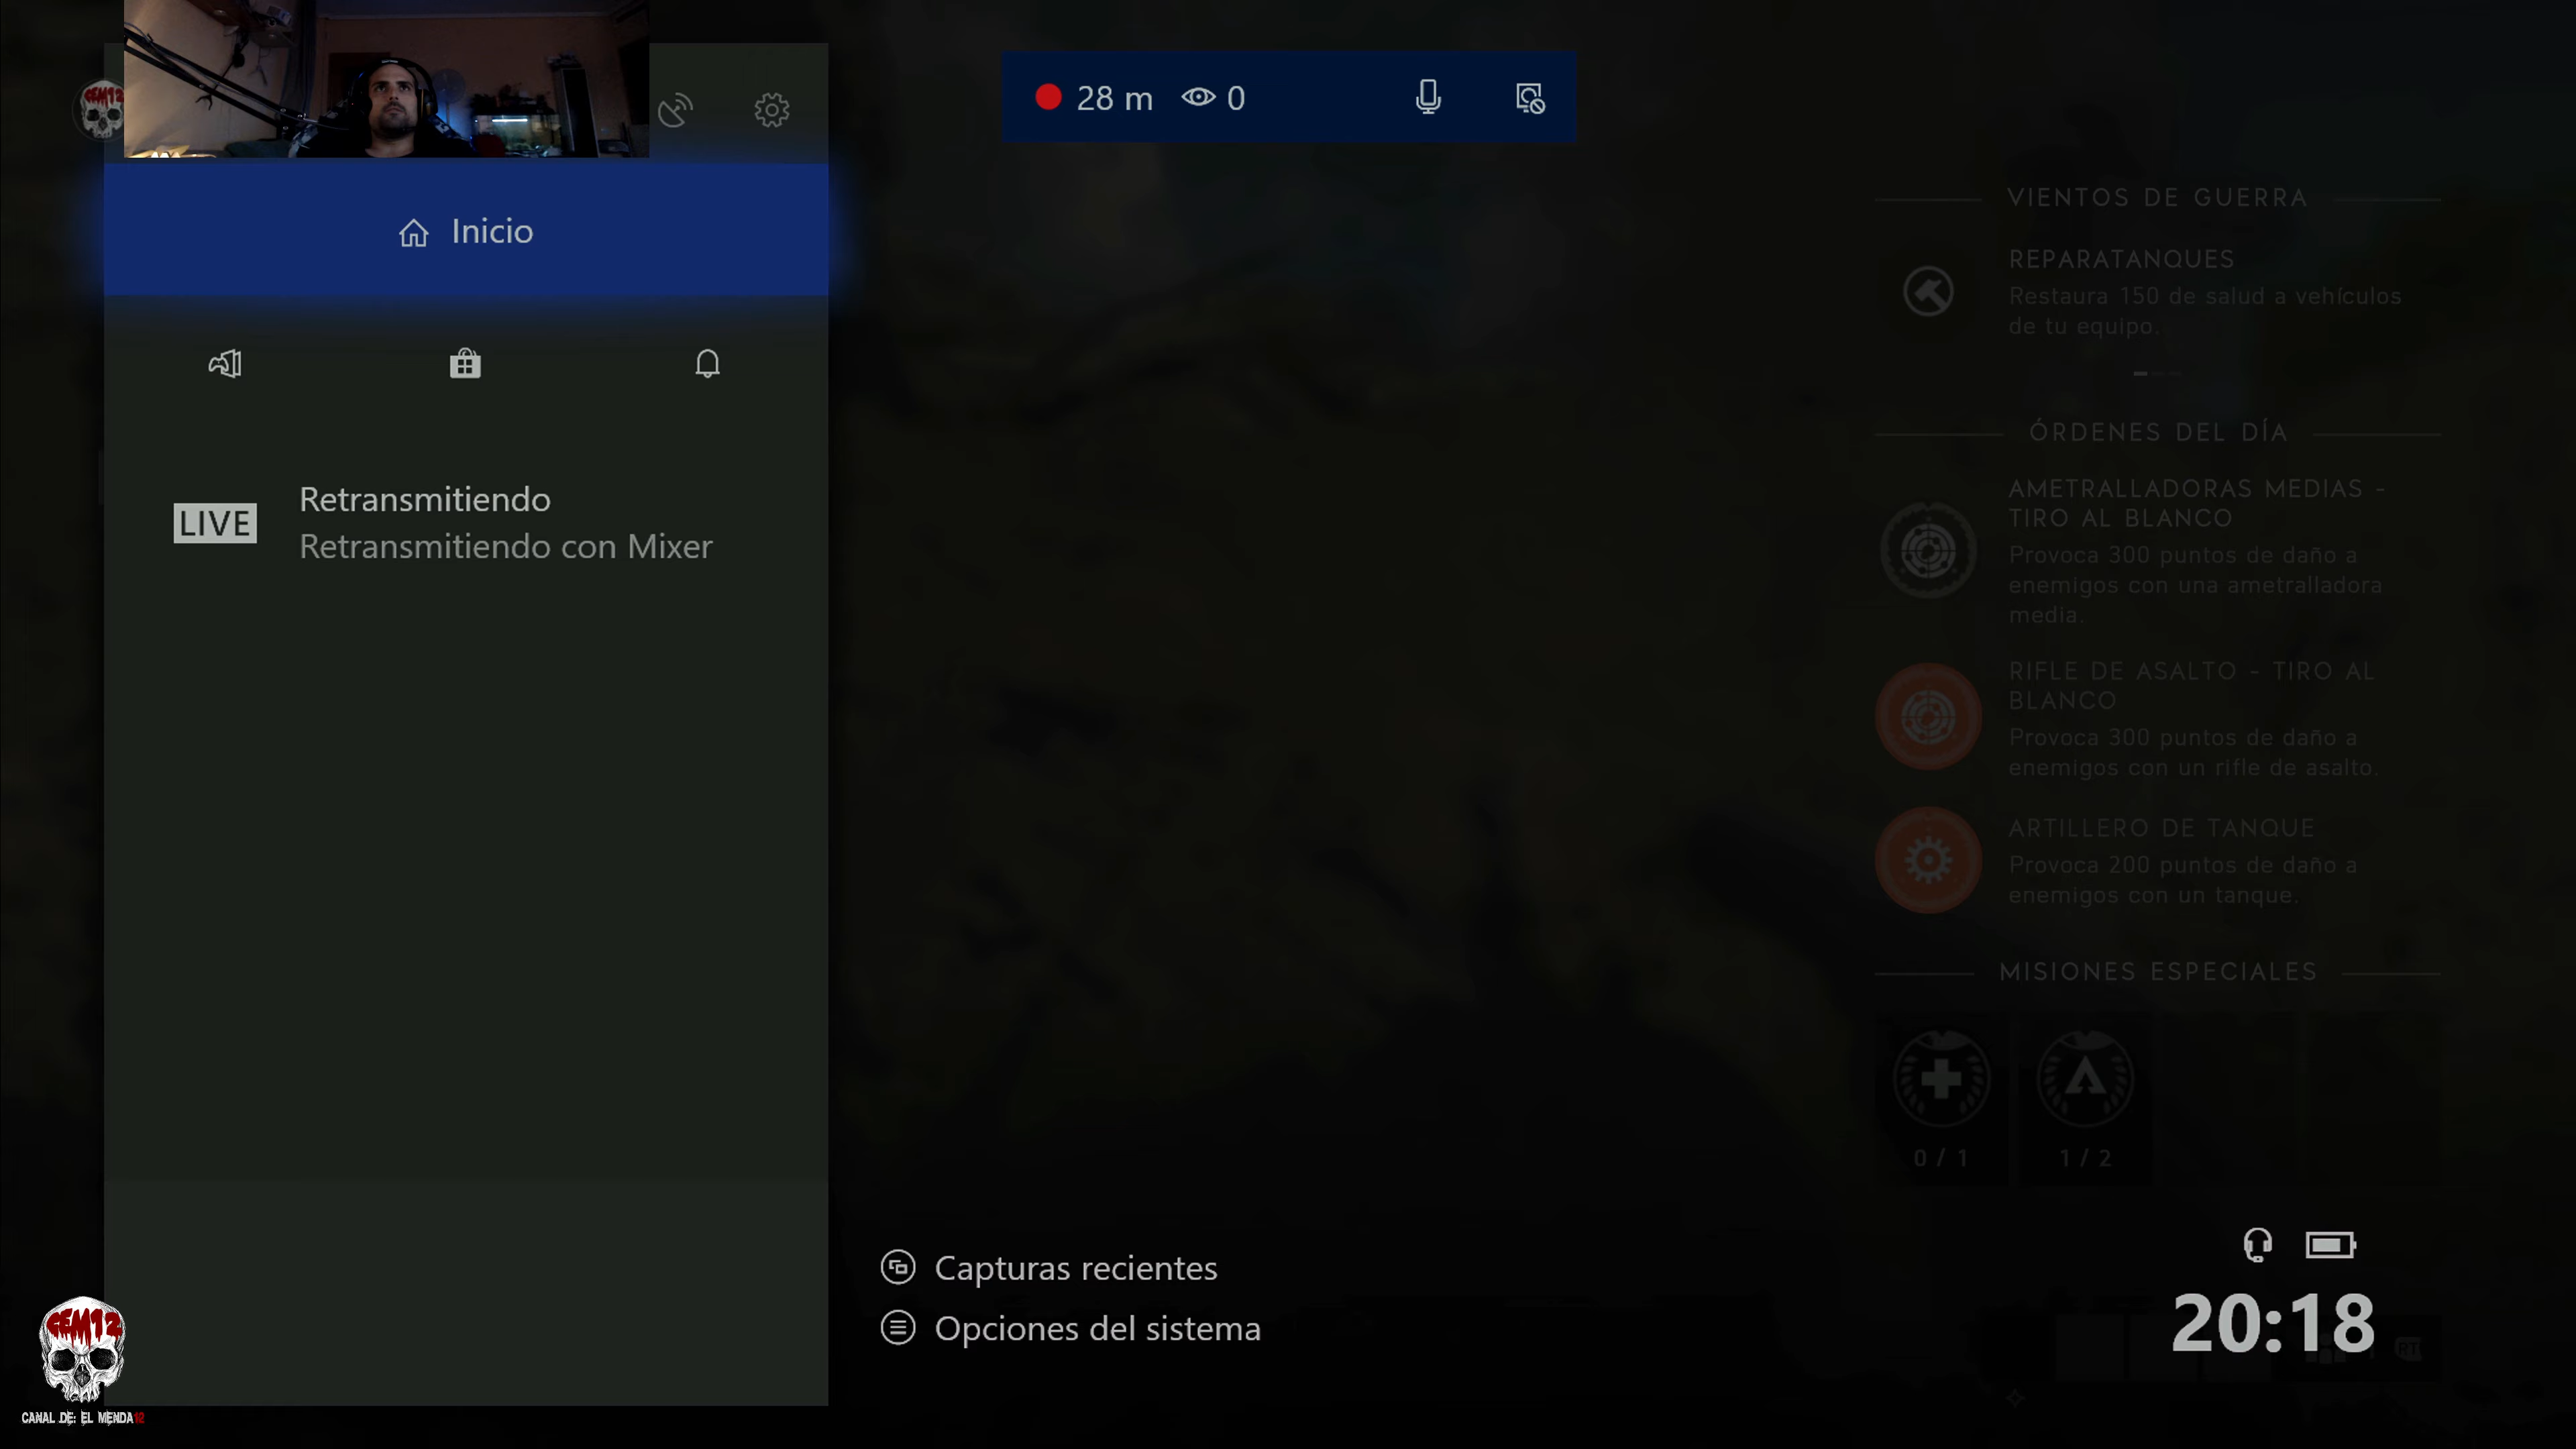 CEM12
28 m
0
Inicio
LIVE
Retransmitiendo
Retransmitiendo con Mixer
VIENTOS DE GUERRA
REPARATANQUES
Restaura 150 de salud a vehículos
de tu equipo.
ÓRDENES DEL DÍA
AMETRALLADORAS MEDIAS -
TIRO AL BLANCO
Provoca 300 puntos de daño a
enemigos con una ametralladora
media.
RIFLE DE ASALTO - TIRO AL
BLANCO
Provoca 300 puntos de daño a
enemigos con un rifle de asalto.
ARTILLERO DE TANQUE
Provoca 200 puntos de daño a
enemigos con un tanque.
MISIONES ESPECIALES
0 / 1
1 / 2
Capturas recientes
Opciones del sistema
20:18
RT
CEM12
CANAL DE: EL MENDA12